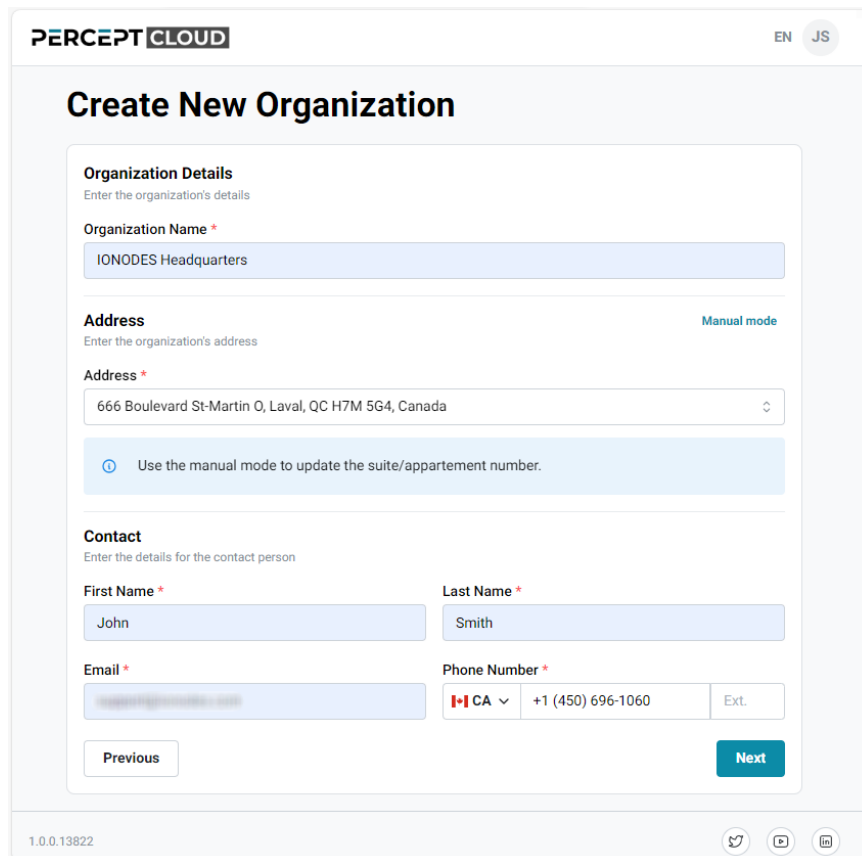 PERCEPT CLOUD
EN JS
Create New Organization
Organization Details
Enter the organization's details
Organization Name *
IONODES Headquarters
Address Manual mode
Enter the organization's address
Address *
666 Boulevard St-Martin O, Laval, QC H7M 5G4, Canada
Use the manual mode to update the suite/appartement number.
Contact
Enter the details for the contact person
First Name * Last Name *
John Smith
Email * Phone Number *
CA +1 (450) 696-1060 Ext.
Previous Next
1.0.0.13822 in